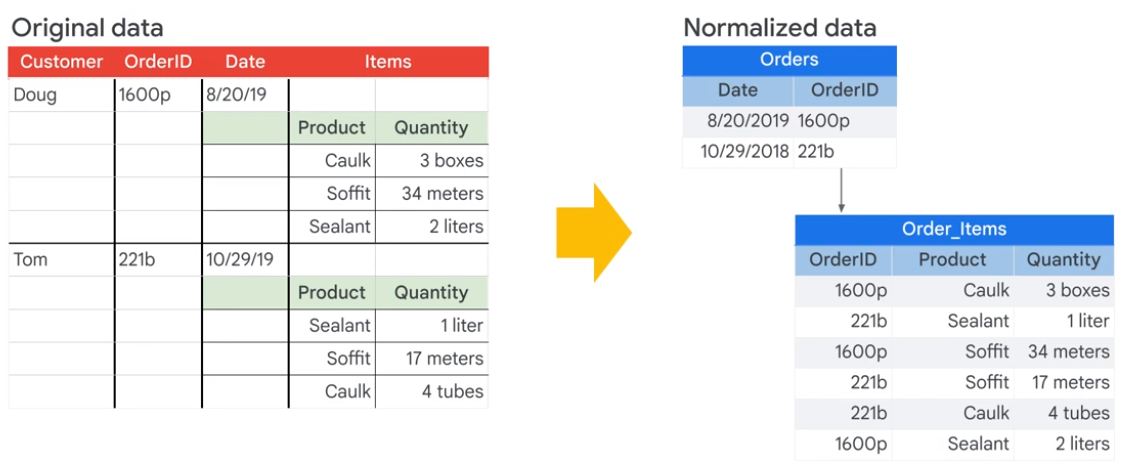 Original data
Customer OrderID Date Items
Doug 1600p 8/20/19
Product Quantity
Caulk 3 boxes
Soffit 34 meters
Sealant 2 liters
Tom 221b 10/29/19
Product Quantity
Sealant 1 liter
Soffit 17 meters
Caulk 4 tubes
Normalized data
Orders
Date OrderID
8/20/2019 1600p
10/29/2018 221b
Order_Items
OrderID Product Quantity
1600p Caulk 3 boxes
221b Sealant 1 liter
1600p Soffit 34 meters
221b Soffit 17 meters
221b Caulk 4 tubes
1600p Sealant 2 liters